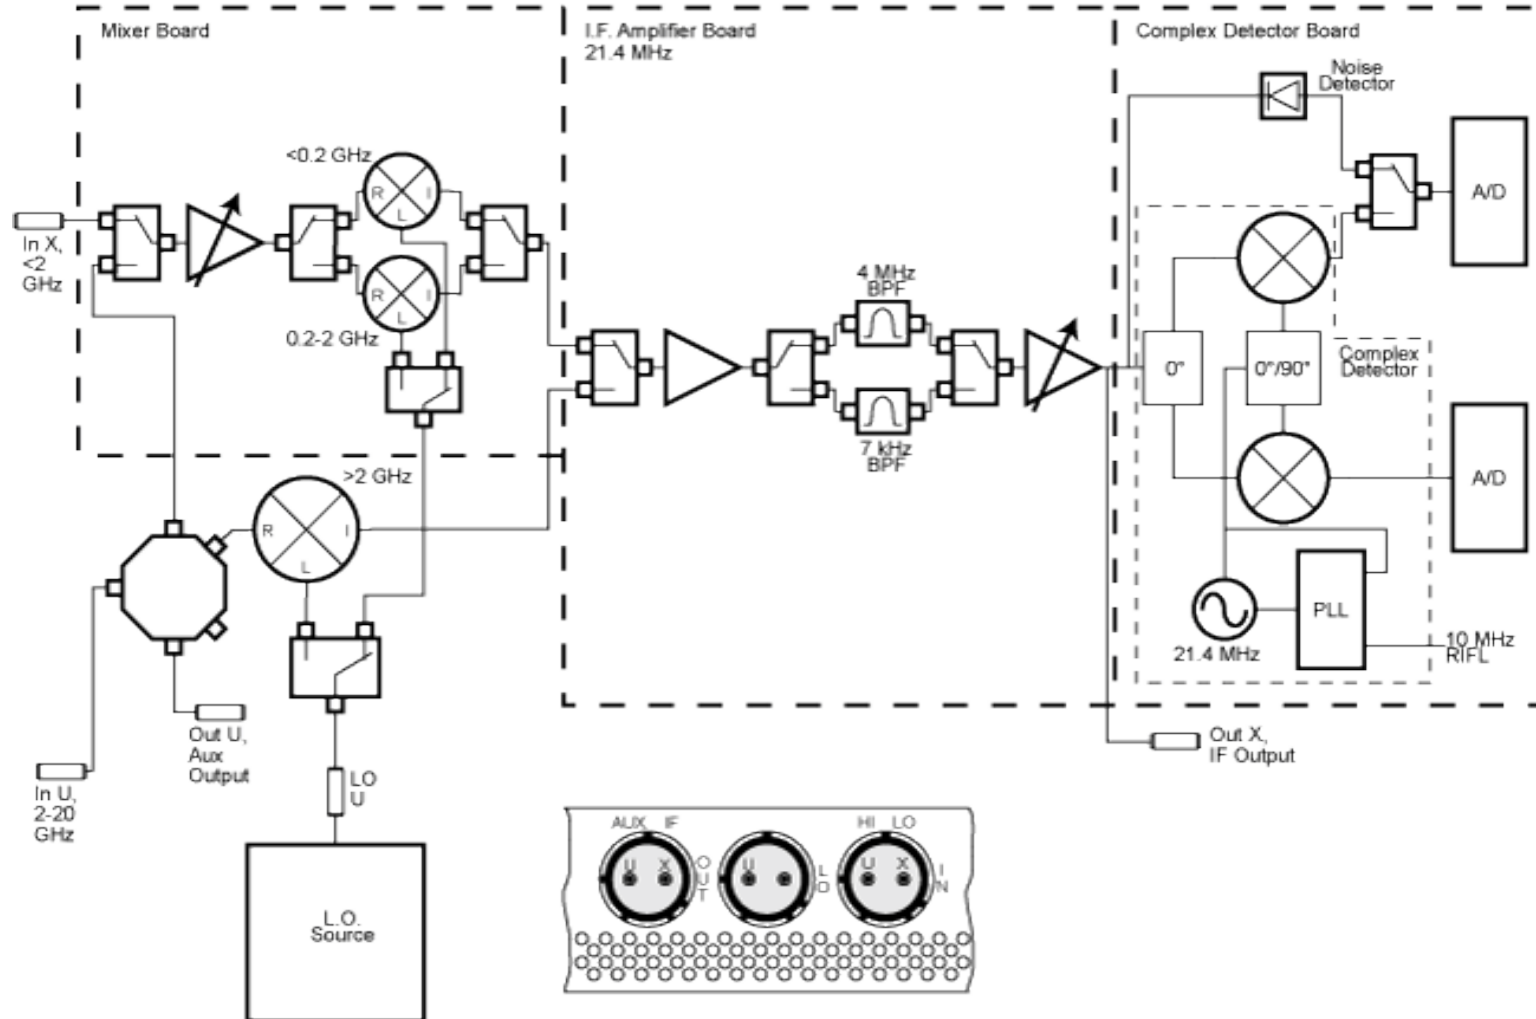 Mixer Board
I.F. Amplifier Board
21.4 MHz
Complex Detector Board
Noise
Detector
A/D
<0.2 GHz
R
I
L
In X,
<2
GHz
R
I
L
0.2-2 GHz
4 MHz
BPF
7 kHz
BPF
0°
0°/90°
Complex
Detector
A/D
>2 GHz
R
I
L
PLL
21.4 MHz
10 MHz
RIFL
Out U,
Aux
Output
In U,
2-20
GHz
LO
U
Out X,
IF Output
L.O.
Source
AUX IF
U X
OUT
U
LO
HI LO
U X
IN